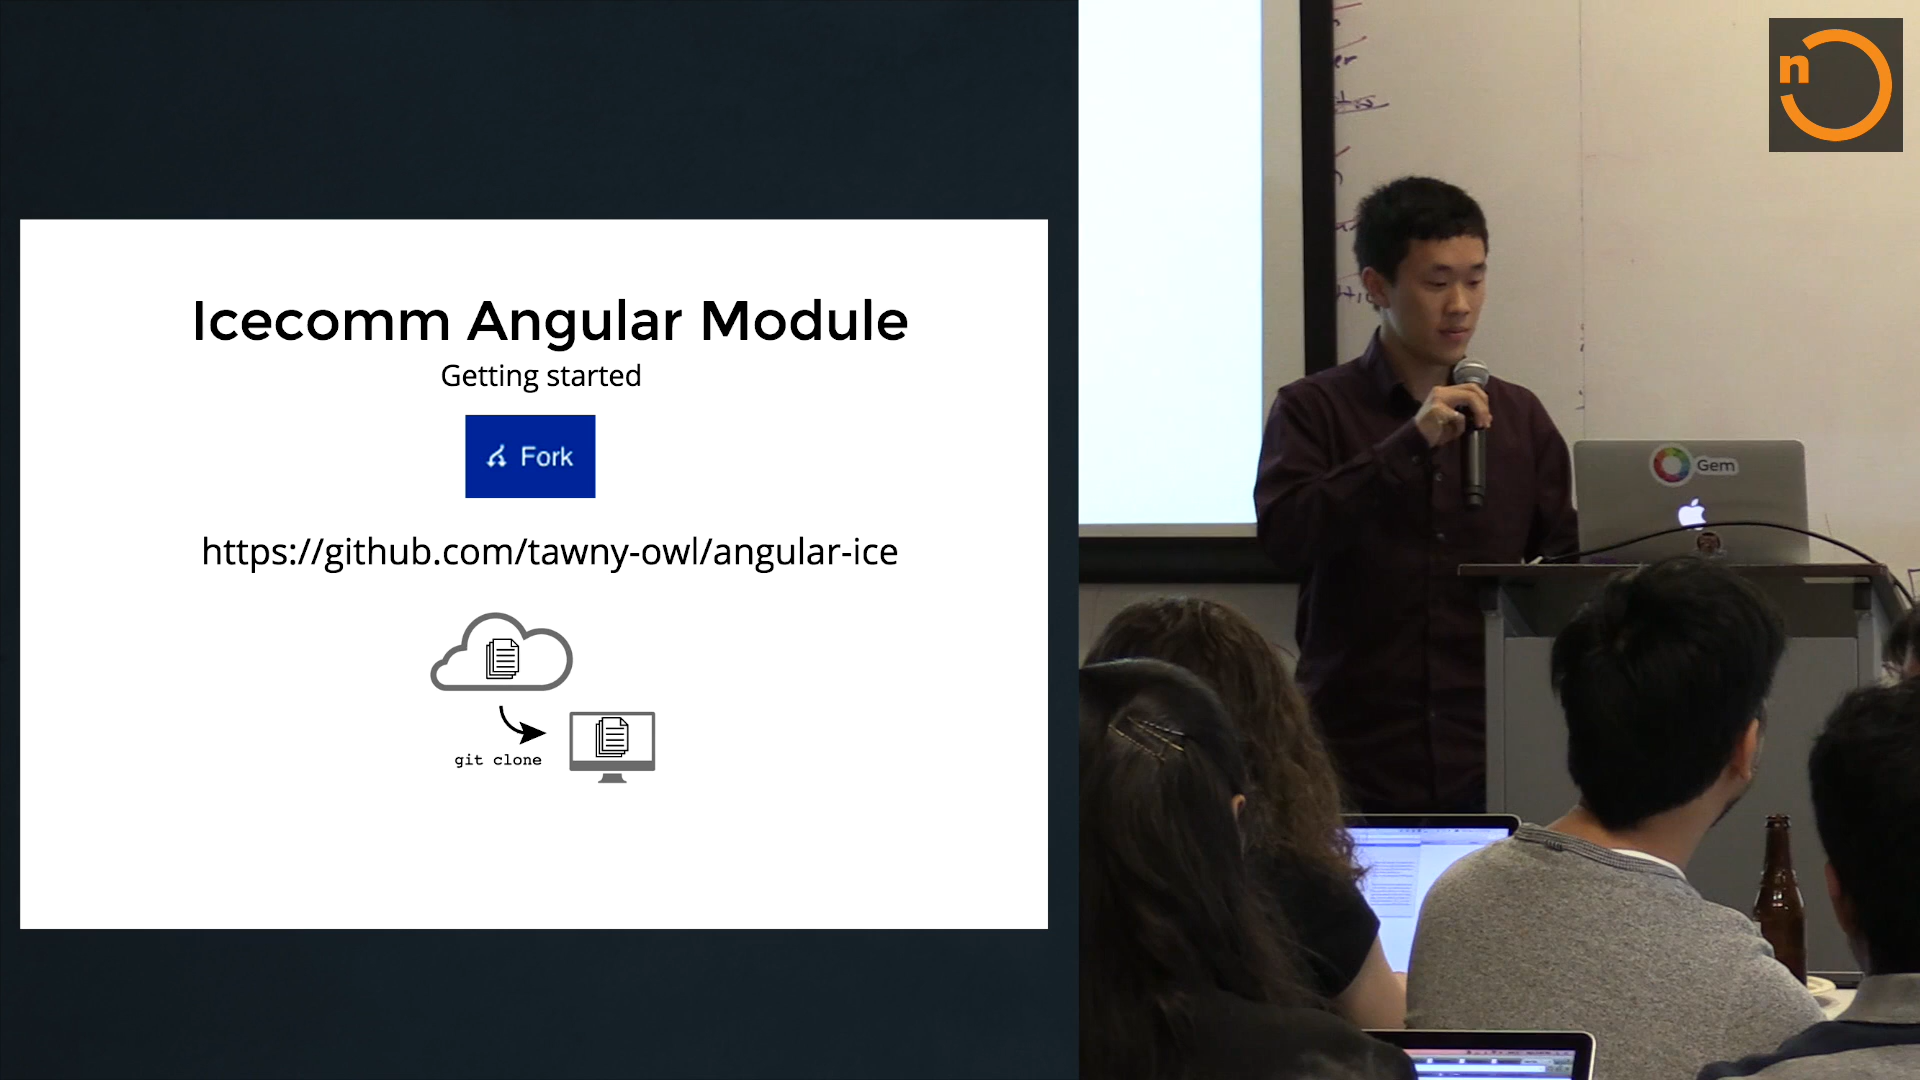 Icecomm Angular Module
Getting started
Fork
https://github.com/tawny-owl/angular-ice
git clone
n
Gem